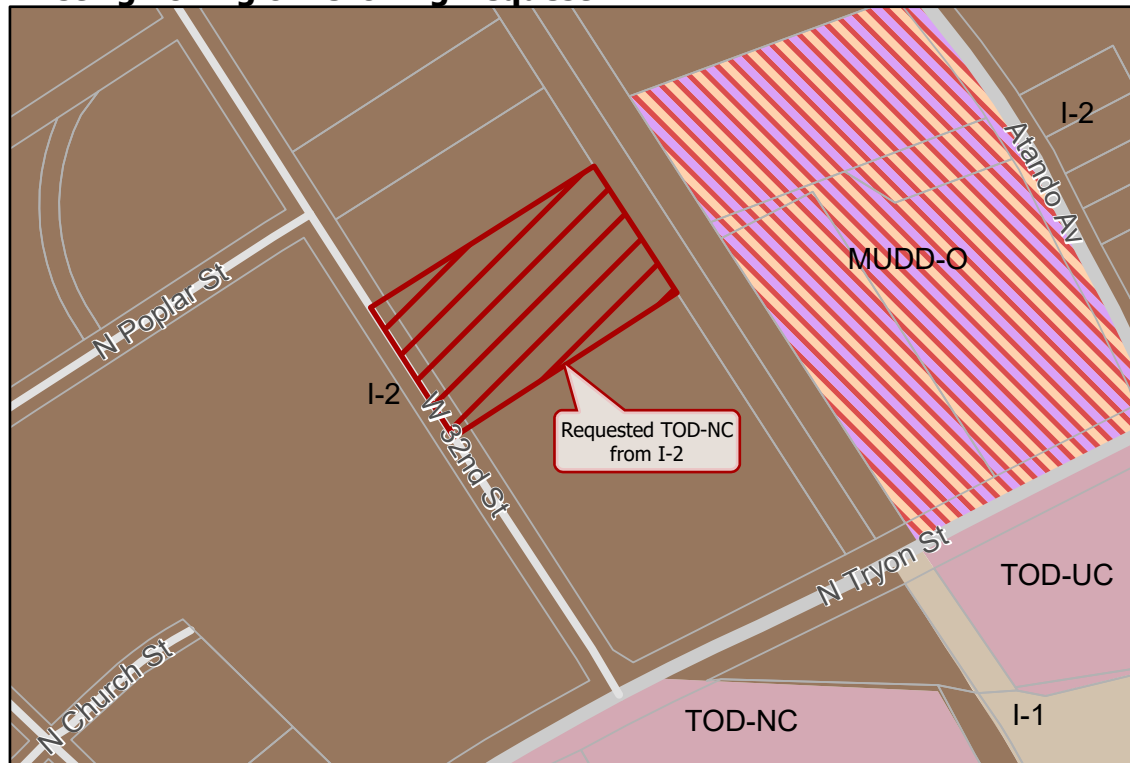 I-2
Atando Av
MUDD-O
N Poplar St
I-2
W 32nd St
Requested TOD-NC
from I-2
N Tryon St
TOD-UC
N Church St
TOD-NC
I-1